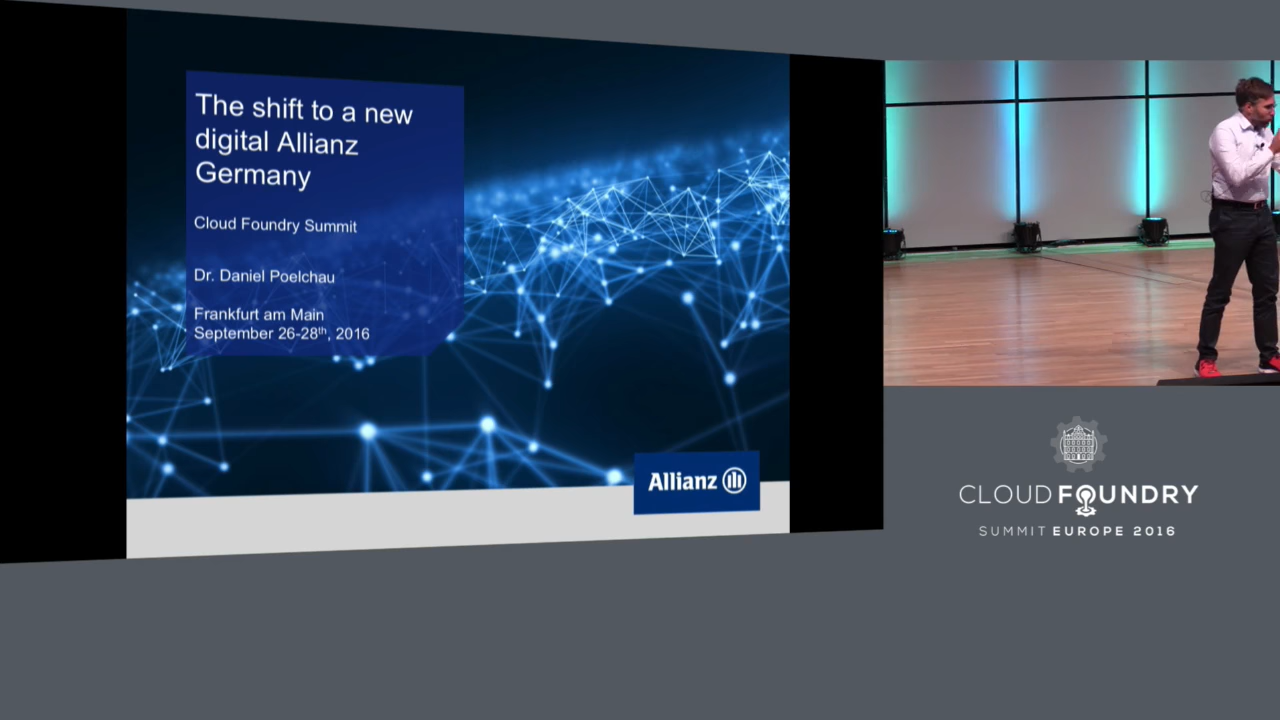 The shift to a new
digital Allianz
Germany
Cloud Foundry Summit
Dr. Daniel Poelchau
Frankfurt am Main
September 26-28th, 2016
Allianz
CLOUD FOUNDRY
SUMMIT EUROPE 2016